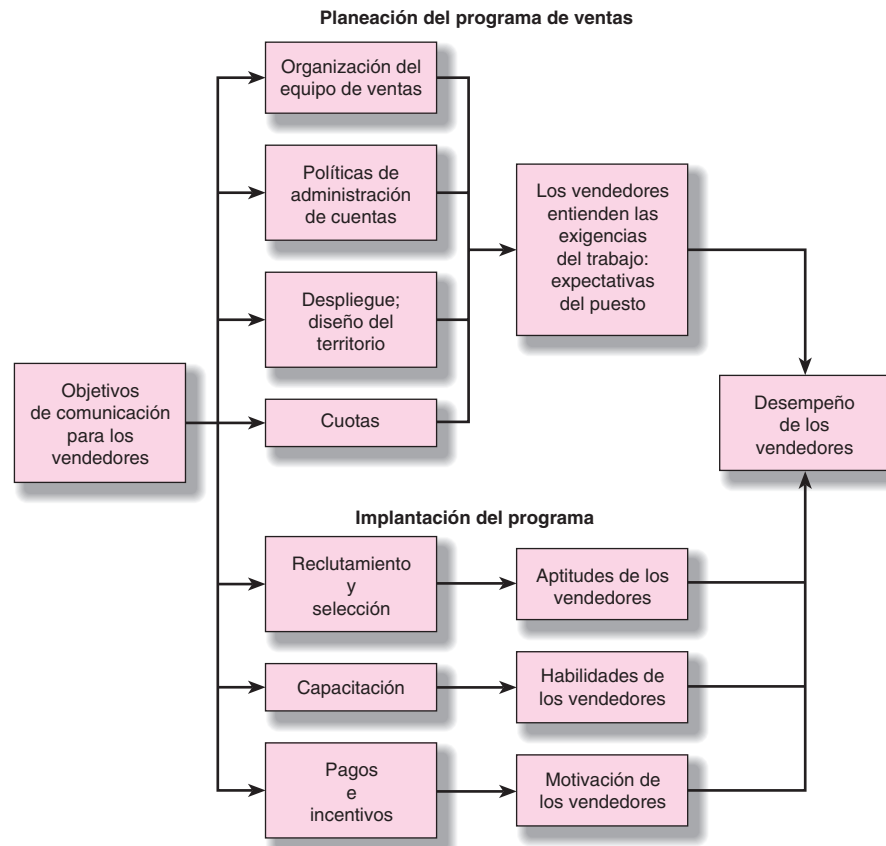 Planeación del programa de ventas
Organización del
equipo de ventas
Políticas de
administración
de cuentas
Despliegue;
diseño del
territorio
Cuotas
Los vendedores
entienden las
exigencias
del trabajo:
expectativas
del puesto
Objetivos
de comunicación
para los
vendedores
Desempeño
de los
vendedores
Implantación del programa
Reclutamiento
y
selección
Aptitudes de los
vendedores
Capacitación
Habilidades de
los vendedores
Pagos
e
incentivos
Motivación de
los vendedores